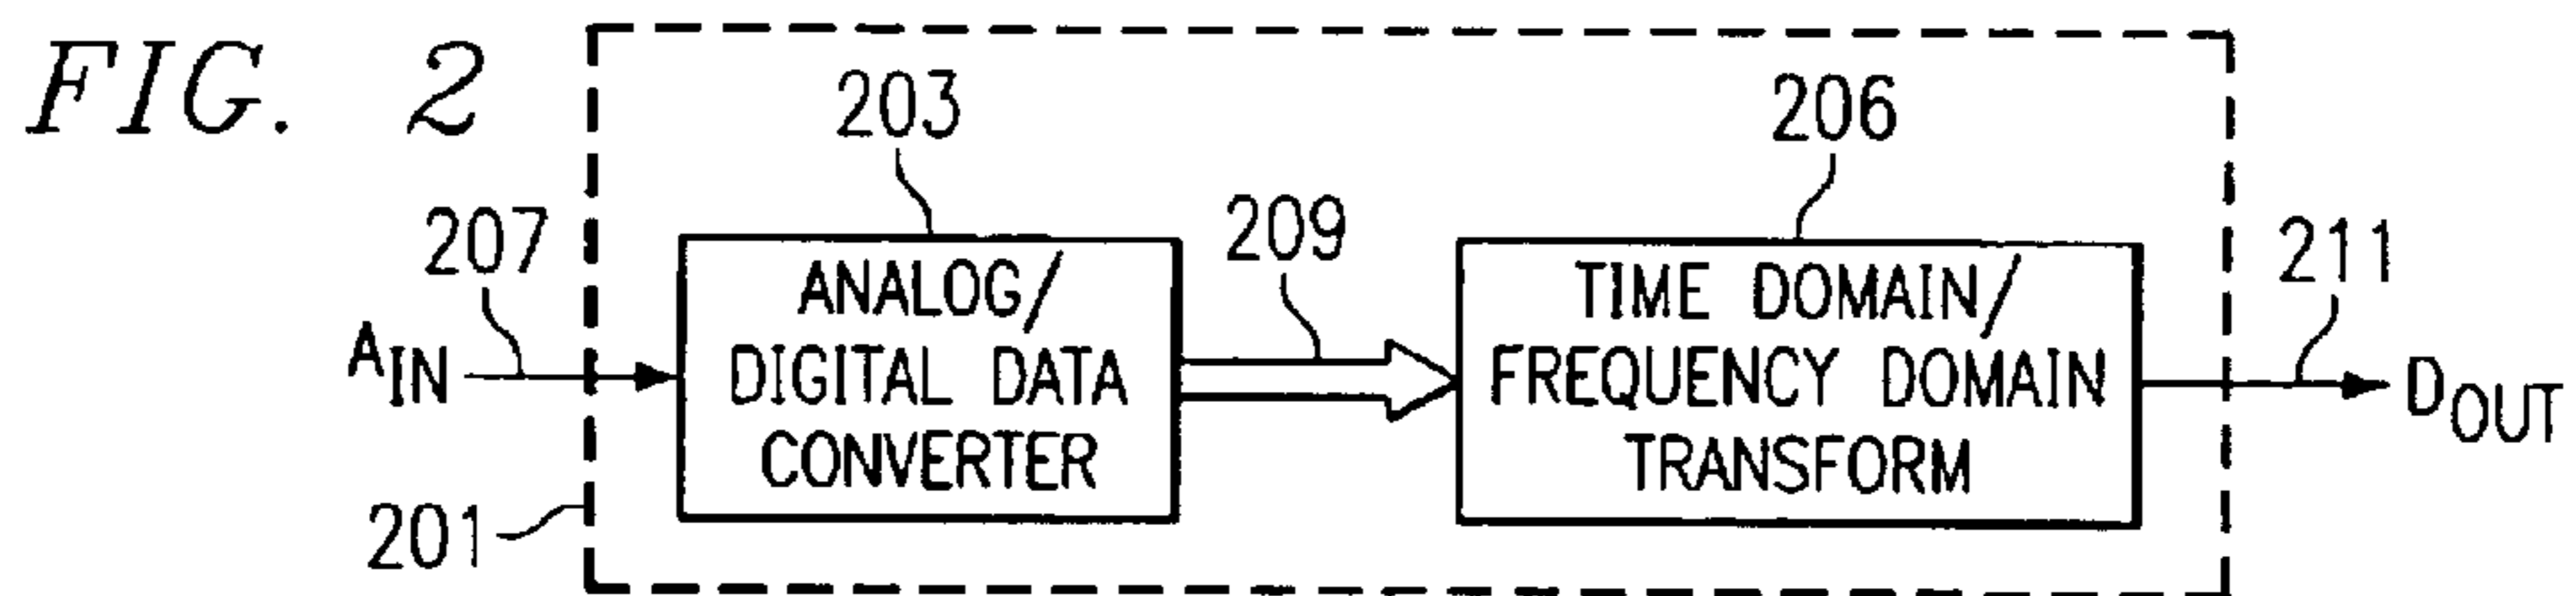 FIG. 2
203
206
207
209
211
ANALOG/
DIGITAL DATA
CONVERTER
TIME DOMAIN/
FREQUENCY DOMAIN
TRANSFORM
AIN
DOUT
201